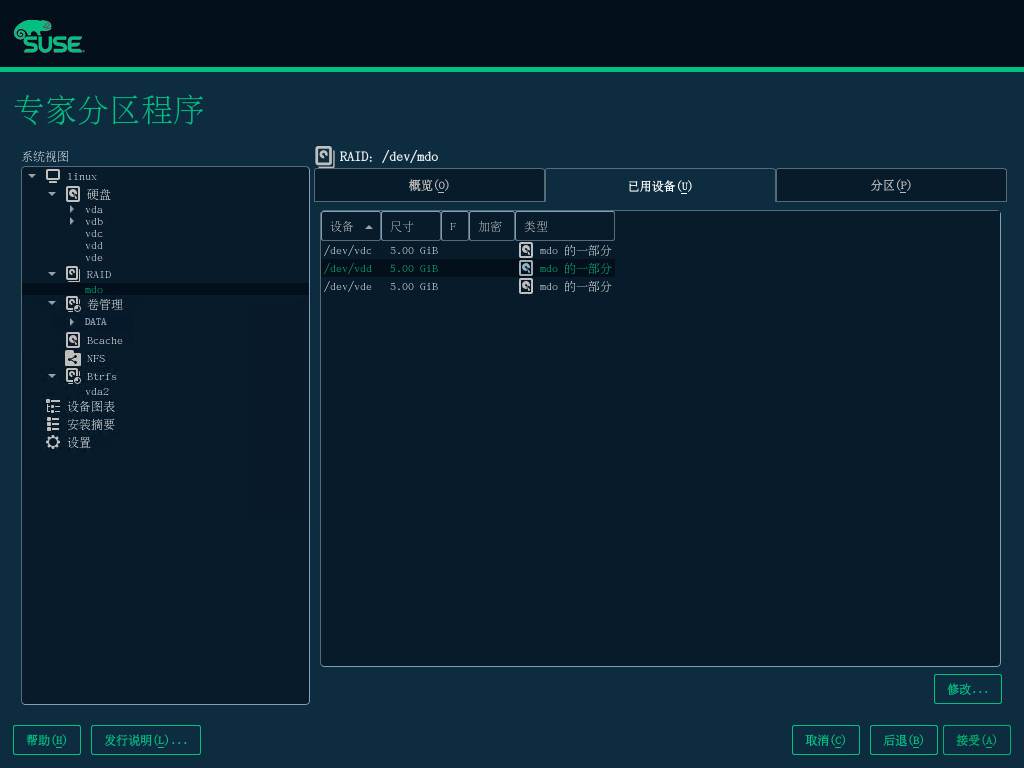 SUSE
专家分区程序
系统视图
linux
硬盘
vda
vdb
vdc
vdd
vde
RAID
md0
卷管理
DATA
Bcache
NFS
Btrfs
vda2
设备图表
安装摘要
设置
RAID: /dev/md0
概览(O) 已用设备(U) 分区(P)
设备 尺寸 F 加密 类型
/dev/vdc 5.00 GiB md0 的一部分
/dev/vdd 5.00 GiB md0 的一部分
/dev/vde 5.00 GiB md0 的一部分
修改...
帮助(H) 发行说明(L)... 取消(C) 后退(B) 接受(A)